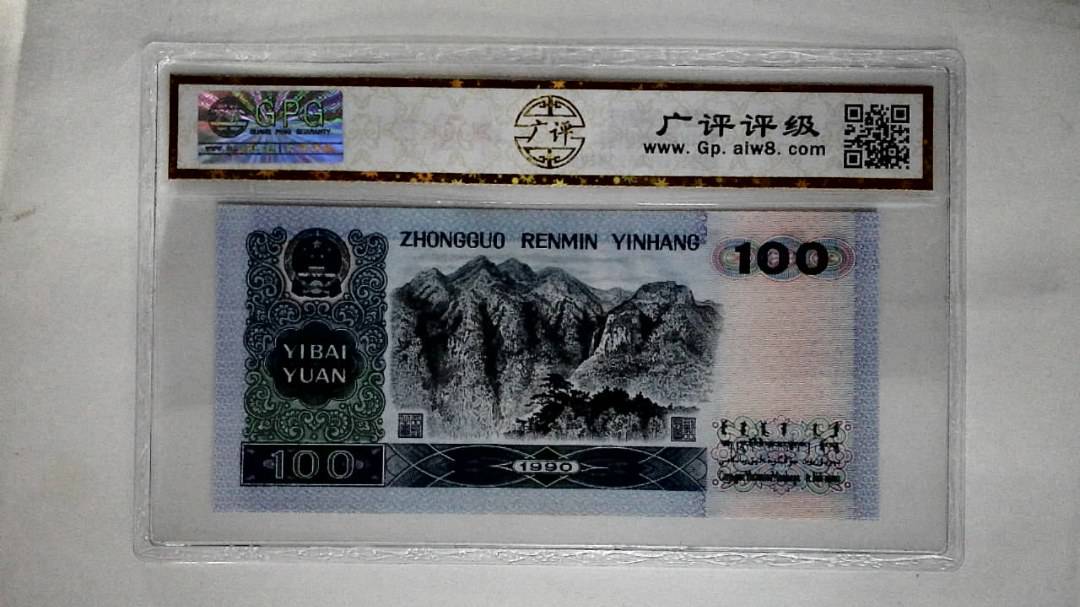 GPG
广评
广评评级
www. Gp. aiw8. com
ZHONGGUO RENMIN YINHANG
100
YIBAI
YUAN
100
1990